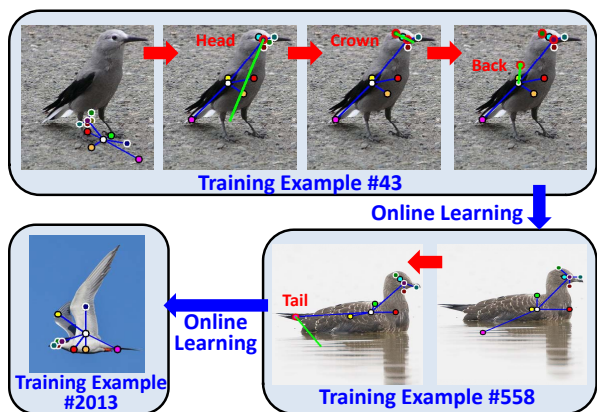 Head
Crown
Back
Training Example #43
Online Learning
Tail
Online
Learning
Training Example
#2013
Training Example #558